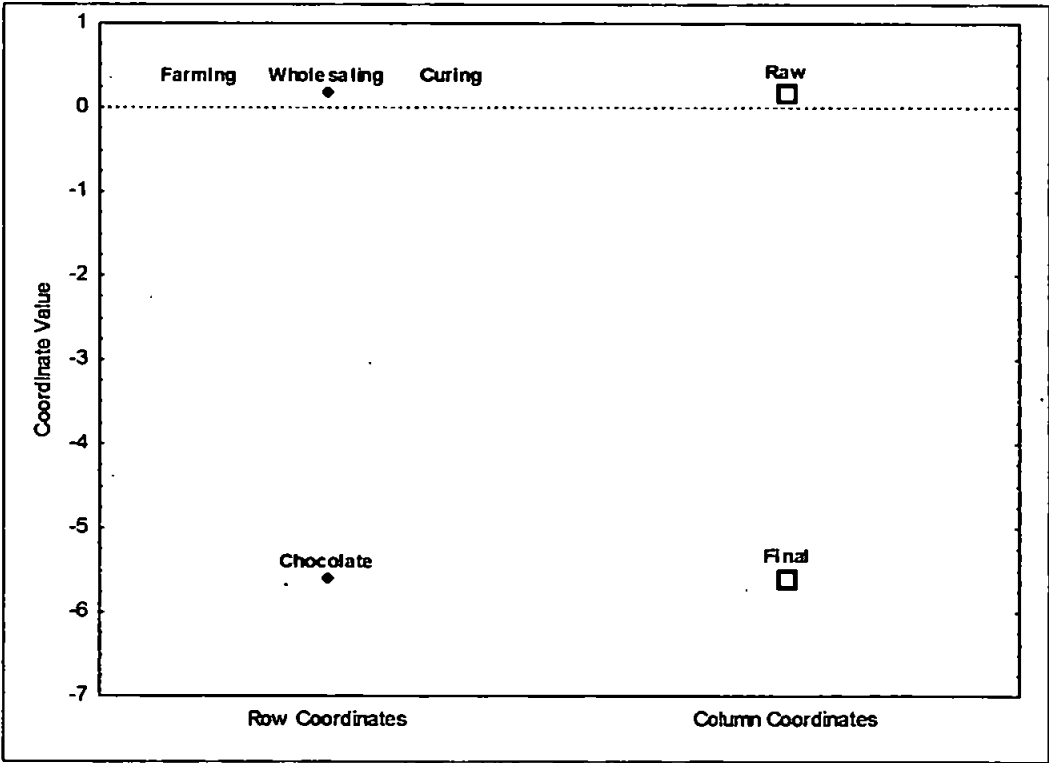 1
Farming Wholesaling Curing Raw
0
-1
-2
Coordinate Value
-3
-4
-5
Chocolate Final
-6
-7
Row Coordinates Column Coordinates